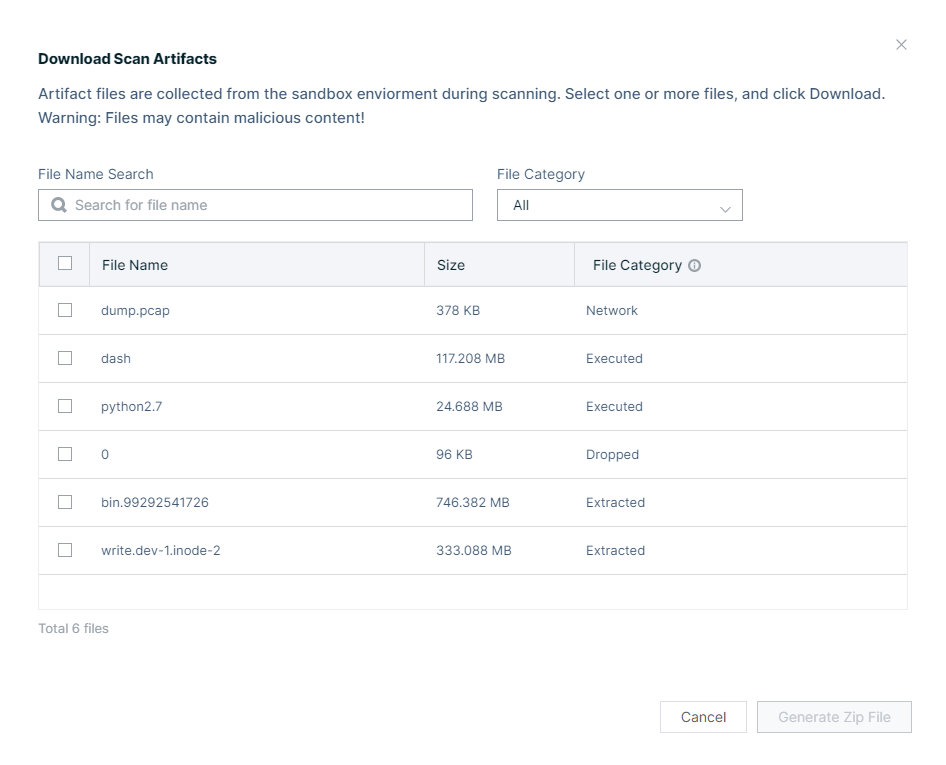 Download Scan Artifacts
Artifact files are collected from the sandbox enviorment during scanning. Select one or more files, and click Download.
Warning: Files may contain malicious content!
File Name Search
File Category
Search for file name
All
File Name
Size
File Category
dump.pcap
378 KB
Network
dash
117.208 MB
Executed
python2.7
24.688 MB
Executed
0
96 KB
Dropped
bin.99292541726
746.382 MB
Extracted
write.dev-1.inode-2
333.088 MB
Extracted
Total 6 files
Cancel
Generate Zip File